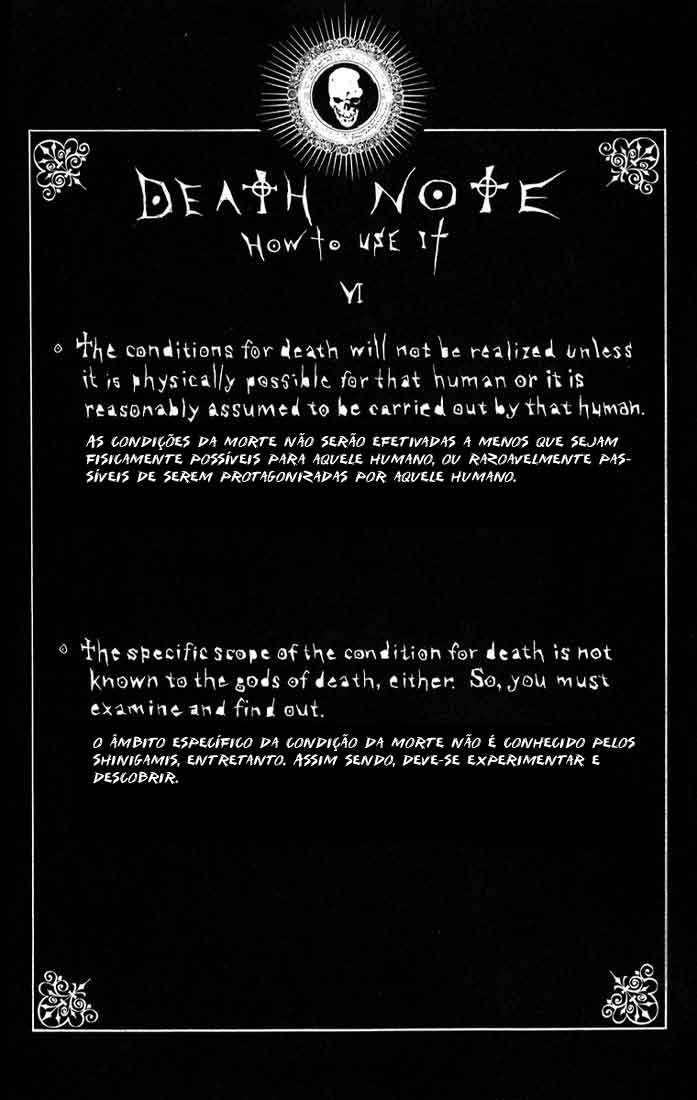 DEATH NOTE
How to use it
VI
The conditions for death will not be realized unless
it is physically possible for that human or it is
reasonably assumed to be carried out by that human.
AS CONDIÇÕES DA MORTE NÃO SERÃO EFETIVADAS A MENOS QUE SEJAM
FISICAMENTE POSSÍVEIS PARA AQUELE HUMANO, OU RAZOAVELMENTE PAS-
SÍVEIS DE SEREM PROTAGONIZADAS POR AQUELE HUMANO.
The specific scope of the condition for death is not
known to the gods of death, either. So, you must
examine and find out.
O ÂMBITO ESPECÍFICO DA CONDIÇÃO DA MORTE NÃO É CONHECIDO PELOS
SHINIGAMIS, ENTRETANTO. ASSIM SENDO, DEVE-SE EXPERIMENTAR E
DESCOBRIR.